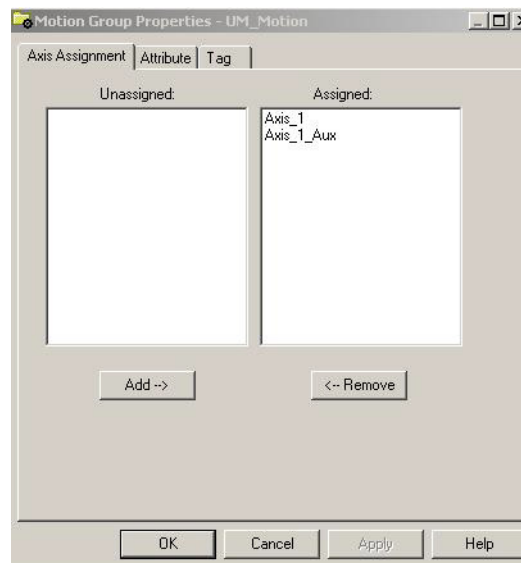 Motion Group Properties - UM_Motion
Axis Assignment Attribute Tag
Unassigned: Assigned:
Axis_1
Axis_1_Aux
Add --> <-- Remove
OK Cancel Apply Help